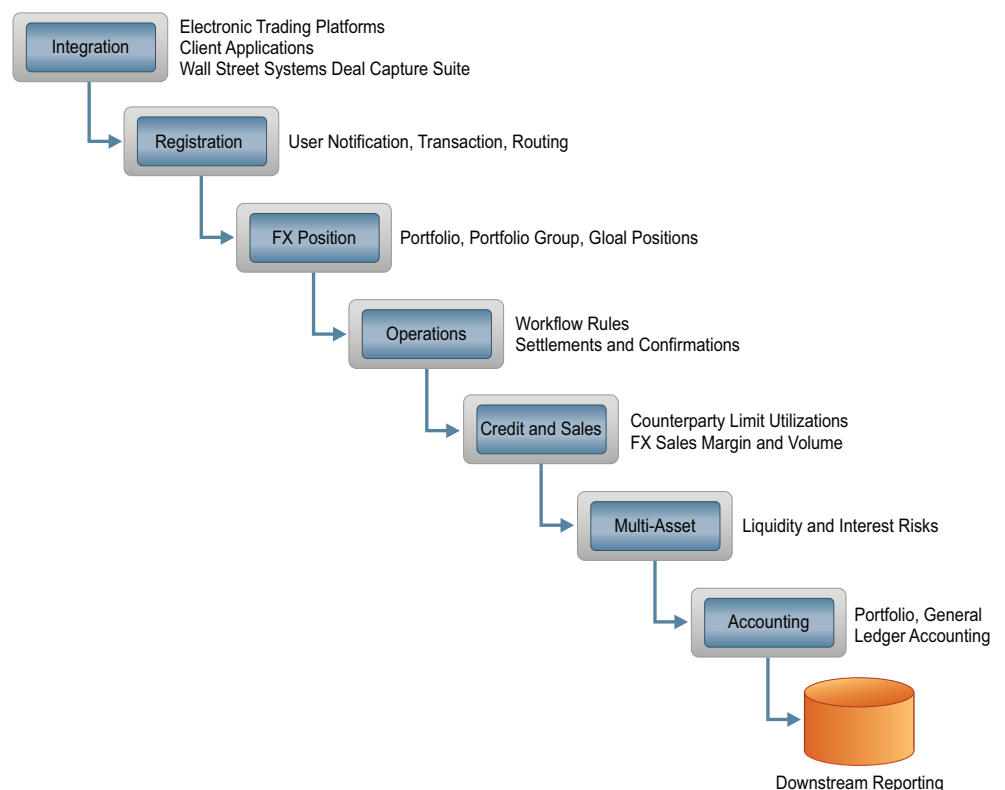 Integration
Electronic Trading Platforms
Client Applications
Wall Street Systems Deal Capture Suite
Registration
User Notification, Transaction, Routing
FX Position
Portfolio, Portfolio Group, Gloal Positions
Operations
Workflow Rules
Settlements and Confirmations
Credit and Sales
Counterparty Limit Utilizations
FX Sales Margin and Volume
Multi-Asset
Liquidity and Interest Risks
Accounting
Portfolio, General
Ledger Accounting
Downstream Reporting